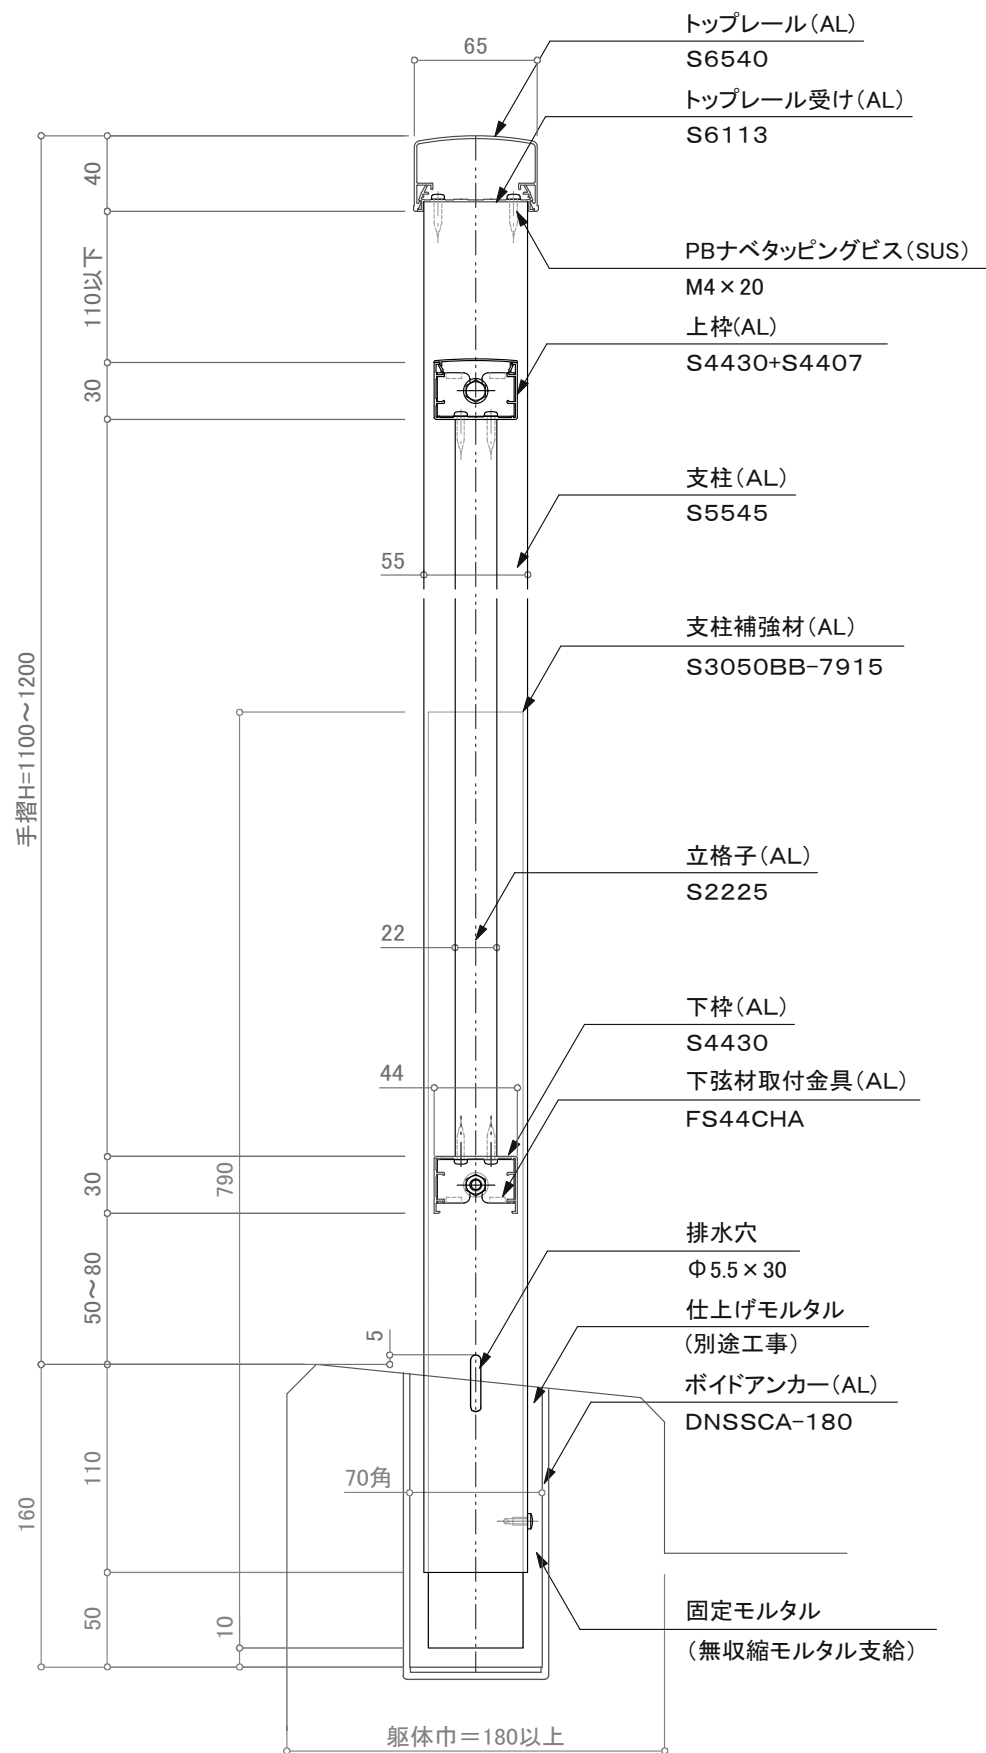 トップレール(AL)
S6540
65
トップレール受け(AL)
S6113
40
PBナベタッピングビス(SUS)
M4×20
110以下
上枠(AL)
S4430+S4407
30
支柱(AL)
S5545
55
支柱補強材(AL)
S3050BB-7915
手摺H=1100～1200
立格子(AL)
S2225
22
下枠(AL)
S4430
44
下弦材取付金具(AL)
FS44CHA
30
790
排水穴
Φ5.5×30
50～80
仕上げモルタル
(別途工事)
5
ボイドアンカー(AL)
DNSSCA-180
110
70角
160
固定モルタル
(無収縮モルタル支給)
50
10
躯体巾=180以上